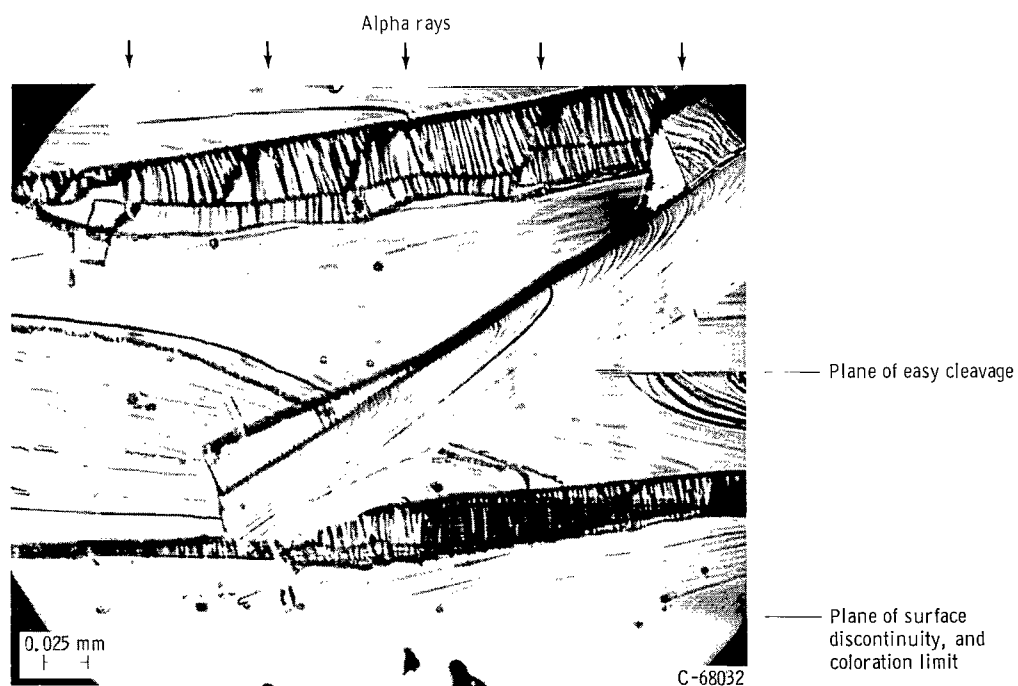 Alpha rays
Plane of easy cleavage
Plane of surface
discontinuity, and
coloration limit
0.025 mm
C-68032